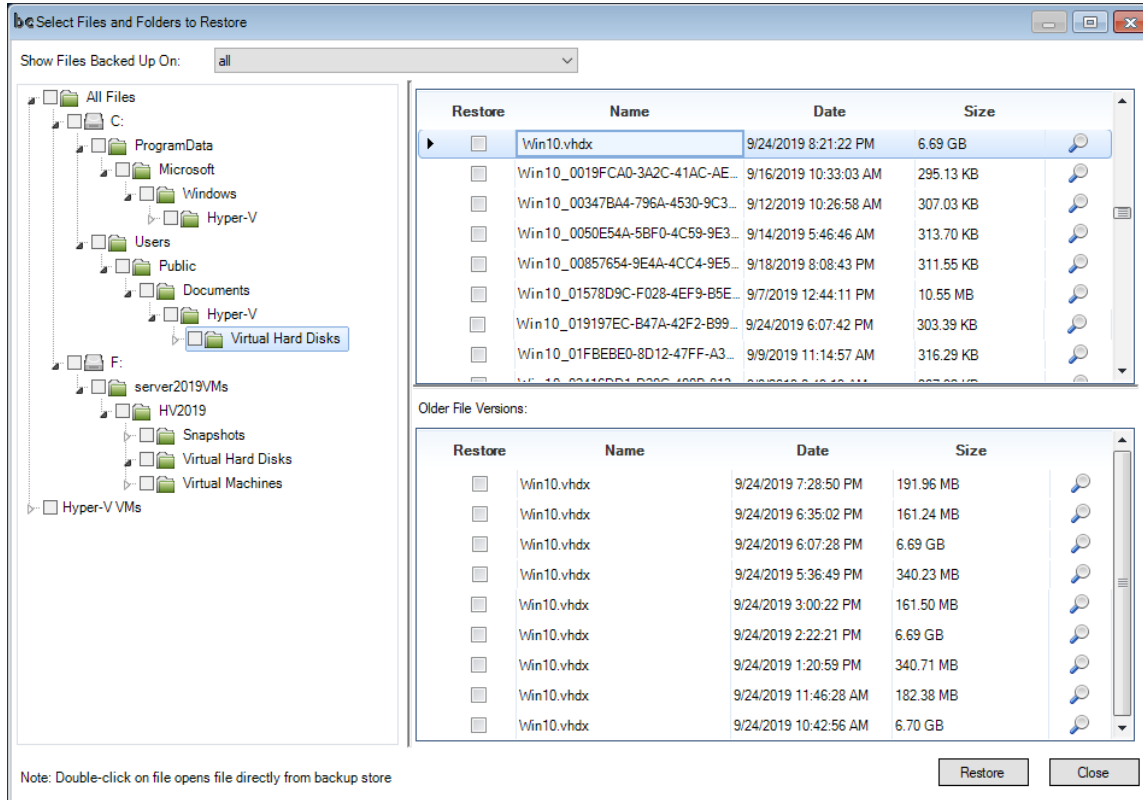 bc Select Files and Folders to Restore
Show Files Backed Up On: all
All Files
C:
ProgramData
Microsoft
Windows
Hyper-V
Users
Public
Documents
Hyper-V
Virtual Hard Disks
F:
server2019VMs
HV2019
Snapshots
Virtual Hard Disks
Virtual Machines
Hyper-V VMs
Restore Name Date Size
Win10.vhdx 9/24/2019 8:21:22 PM 6.69 GB
Win10_0019FCA0-3A2C-41AC-AE... 9/16/2019 10:33:03 AM 295.13 KB
Win10_00347BA4-796A-4530-9C3... 9/12/2019 10:26:58 AM 307.03 KB
Win10_0050E54A-5BF0-4C59-9E3... 9/14/2019 5:46:46 AM 313.70 KB
Win10_00857654-9E4A-4CC4-9E5... 9/18/2019 8:08:43 PM 311.55 KB
Win10_01578D9C-F028-4EF9-B5E... 9/7/2019 12:44:11 PM 10.55 MB
Win10_019197EC-B47A-42F2-B99... 9/24/2019 6:07:42 PM 303.39 KB
Win10_01FBEBE0-8D12-47FF-A3... 9/9/2019 11:14:57 AM 316.29 KB
Older File Versions:
Restore Name Date Size
Win10.vhdx 9/24/2019 7:28:50 PM 191.96 MB
Win10.vhdx 9/24/2019 6:35:02 PM 161.24 MB
Win10.vhdx 9/24/2019 6:07:28 PM 6.69 GB
Win10.vhdx 9/24/2019 5:36:49 PM 340.23 MB
Win10.vhdx 9/24/2019 3:00:22 PM 161.50 MB
Win10.vhdx 9/24/2019 2:22:21 PM 6.69 GB
Win10.vhdx 9/24/2019 1:20:59 PM 340.71 MB
Win10.vhdx 9/24/2019 11:46:28 AM 182.38 MB
Win10.vhdx 9/24/2019 10:42:56 AM 6.70 GB
Note: Double-click on file opens file directly from backup store
Restore Close